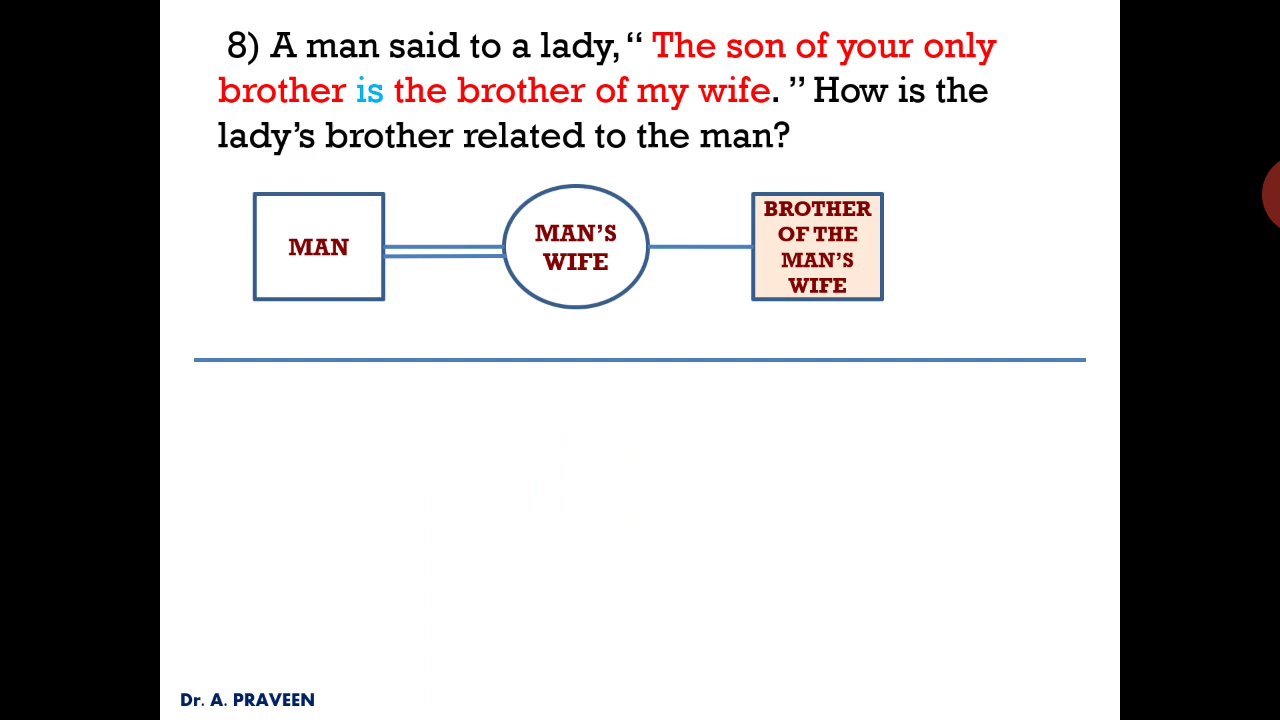 8) A man said to a lady, “ The son of your only
brother is the brother of my wife. ” How is the
lady’s brother related to the man?
MAN
MAN’S
WIFE
BROTHER
OF THE
MAN’S
WIFE
Dr. A. PRAVEEN